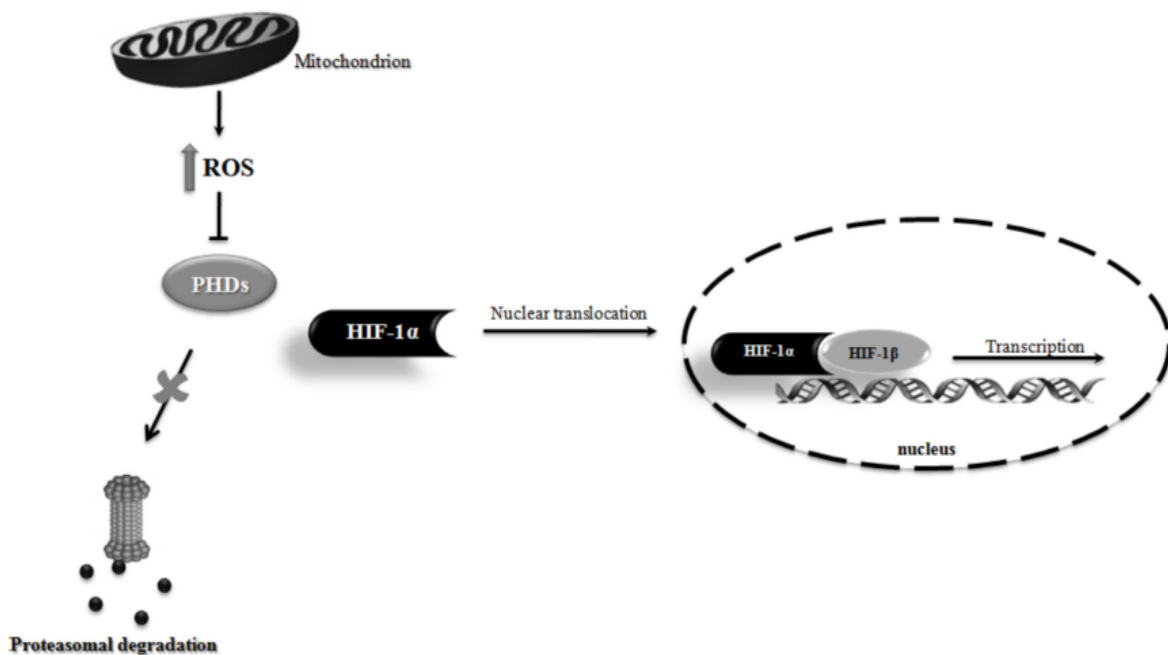 Mitochondrion
ROS
PHDs
HIF-1α
Nuclear translocation
HIF-1α
HIF-1β
Transcription
nucleus
Proteasomal degradation